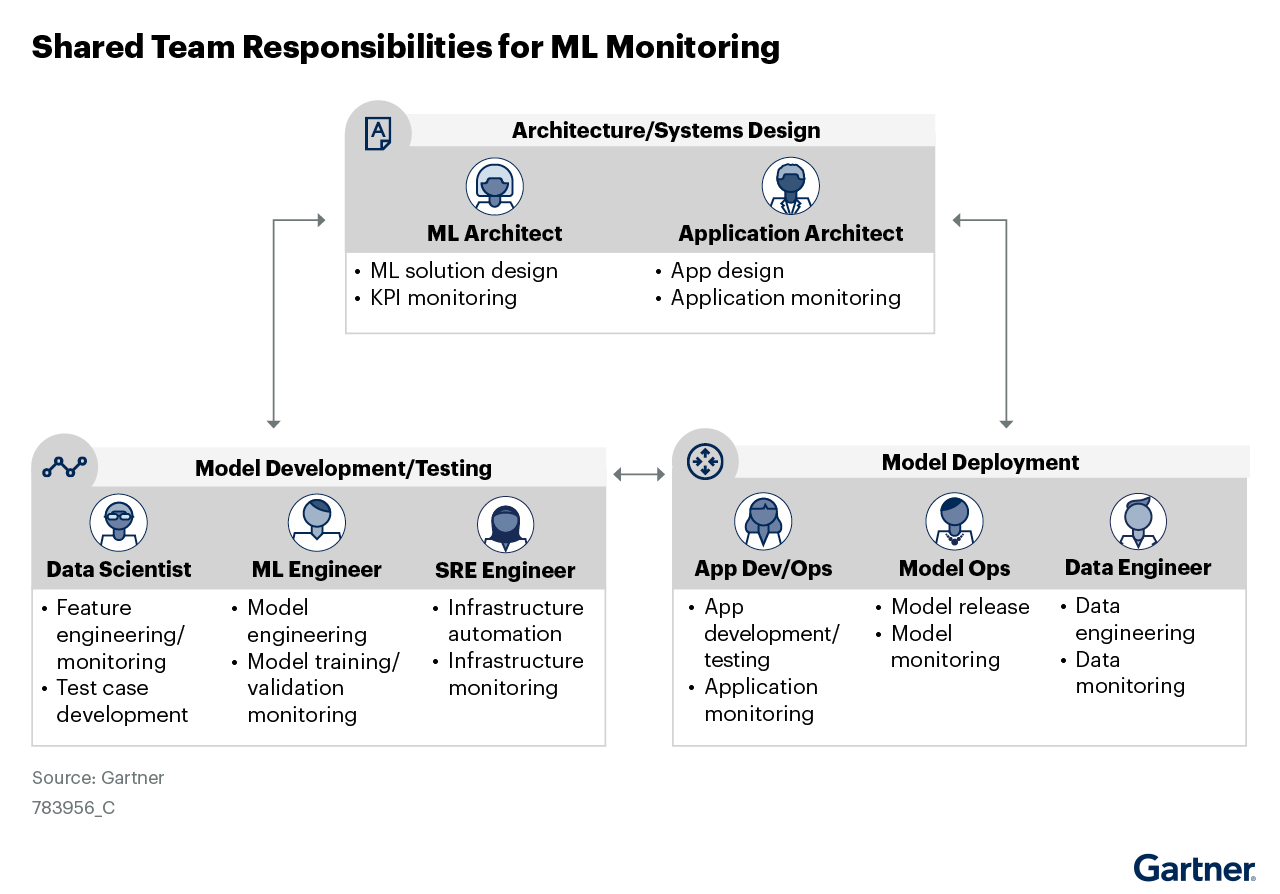 Shared Team Responsibilities for ML Monitoring
A
Architecture/Systems Design
ML Architect
• ML solution design
• KPI monitoring
Application Architect
• App design
• Application monitoring
Model Development/Testing
Data Scientist
• Feature
engineering/
monitoring
• Test case
development
ML Engineer
• Model
engineering
• Model training/
validation
monitoring
SRE Engineer
• Infrastructure
automation
• Infrastructure
monitoring
Model Deployment
App Dev/Ops
• App
development/
testing
• Application
monitoring
Model Ops
• Model release
• Model
monitoring
Data Engineer
• Data
engineering
• Data
monitoring
Source: Gartner
783956_C
Gartner®